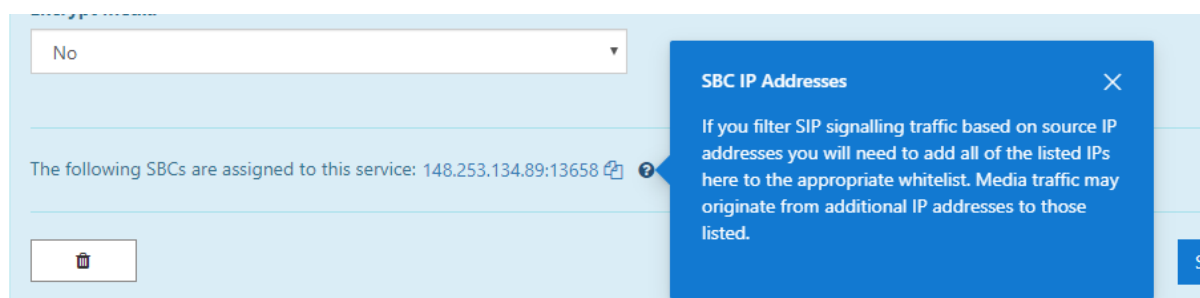 Encrypt Media
No
SBC IP Addresses
If you filter SIP signalling traffic based on source IP
addresses you will need to add all of the listed IPs
here to the appropriate whitelist. Media traffic may
originate from additional IP addresses to those
listed.
The following SBCs are assigned to this service: 148.253.134.89:13658